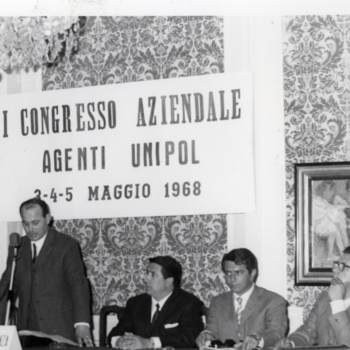 I CONGRESSO AZIENDALE
AGENTI UNIPOL
3-4-5 MAGGIO 1968